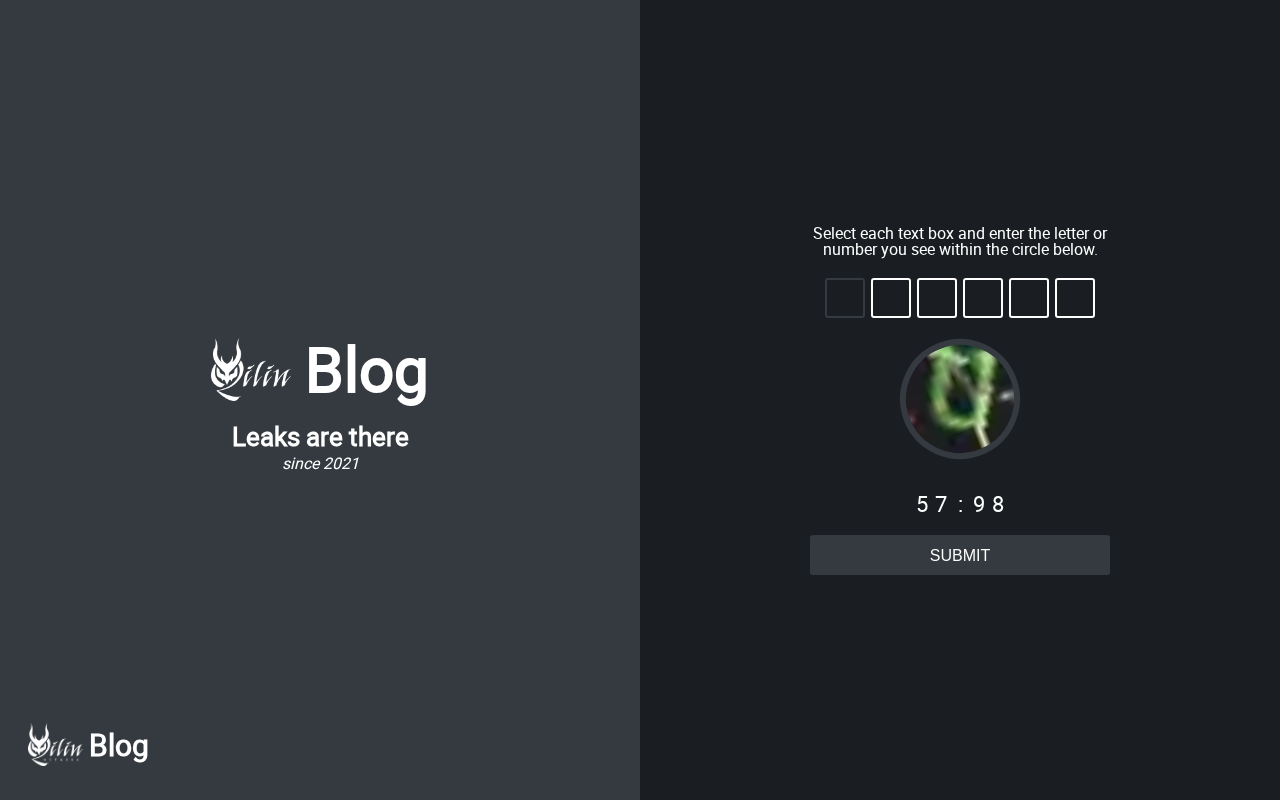 Qilin Blog
Leaks are there
since 2021
Select each text box and enter the letter or
number you see within the circle below.
57:98
SUBMIT
Qilin Blog